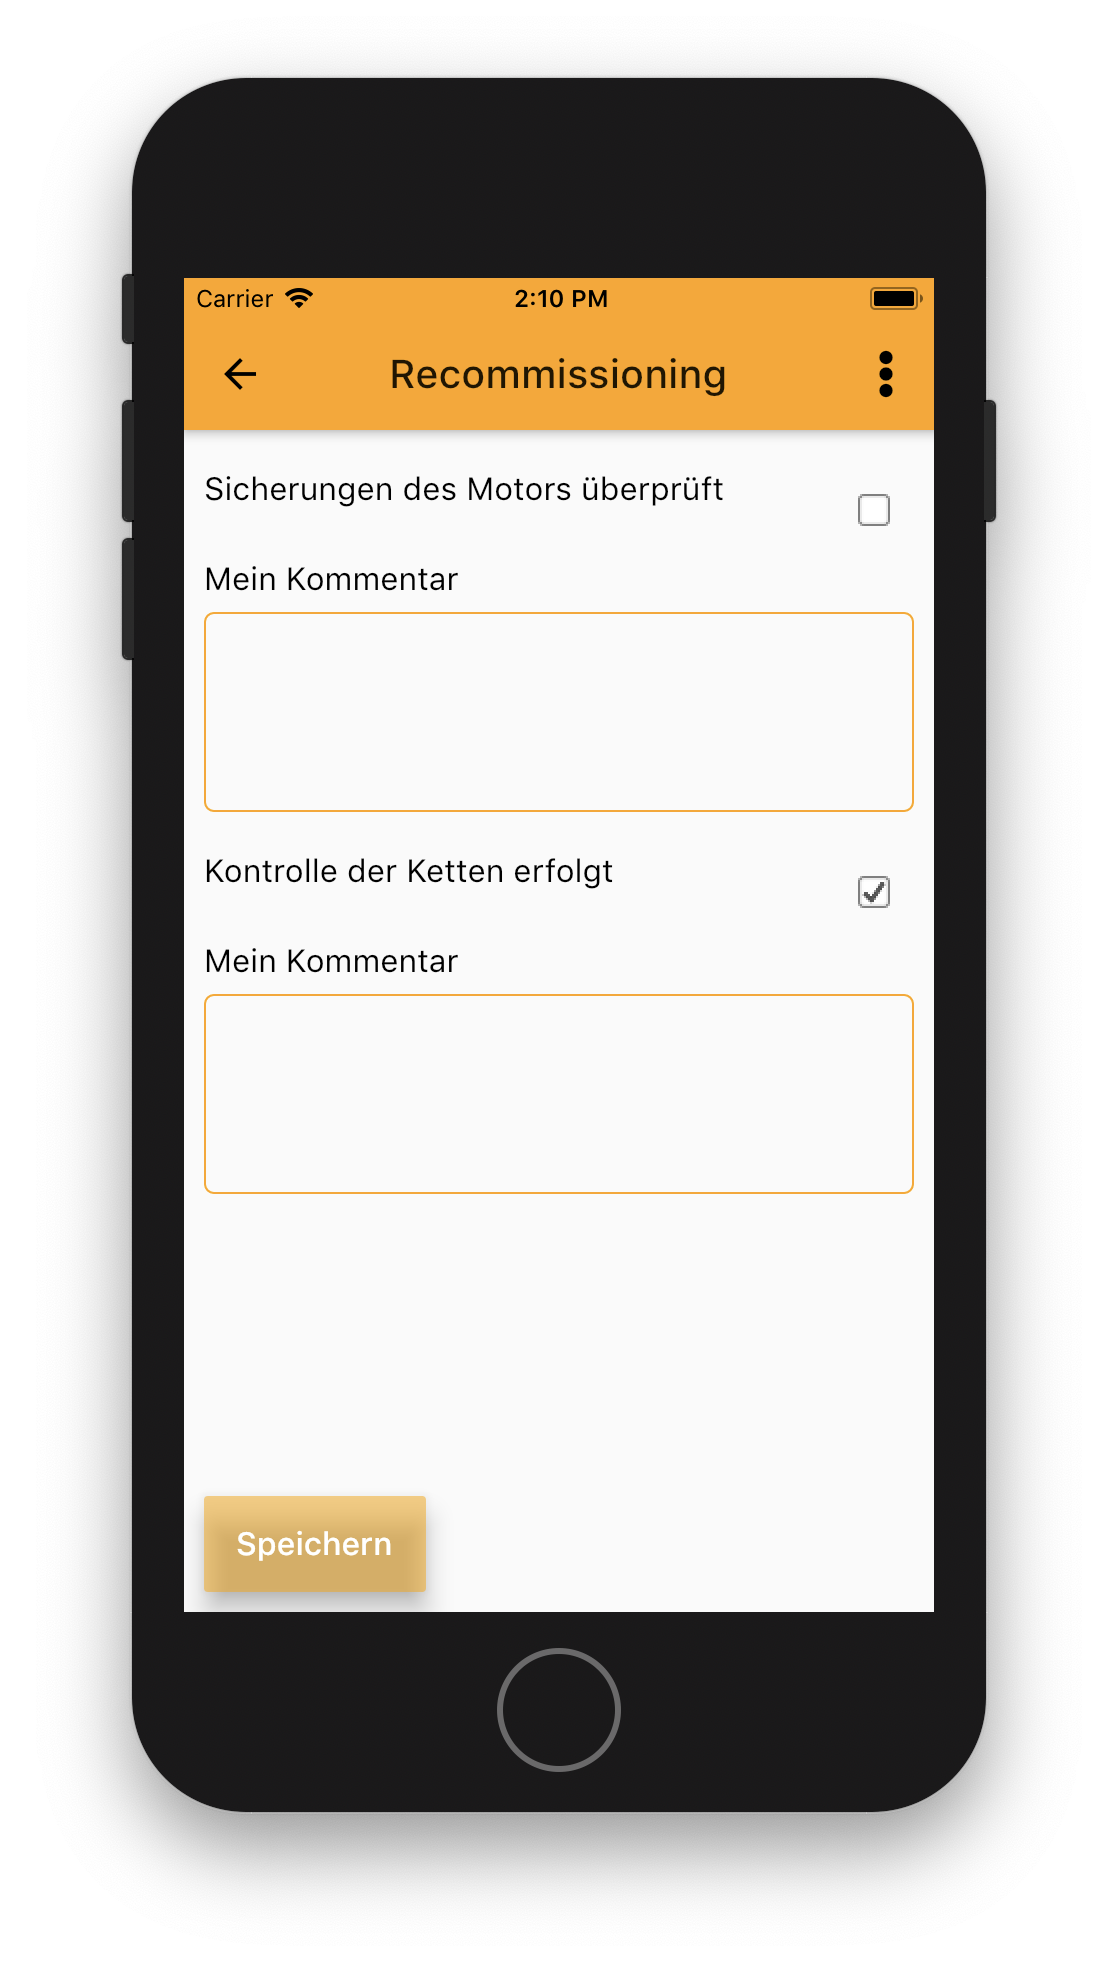 Carrier 2:10 PM
Recommissioning
Sicherungen des Motors überprüft
Mein Kommentar
Kontrolle der Ketten erfolgt
Mein Kommentar
Speichern